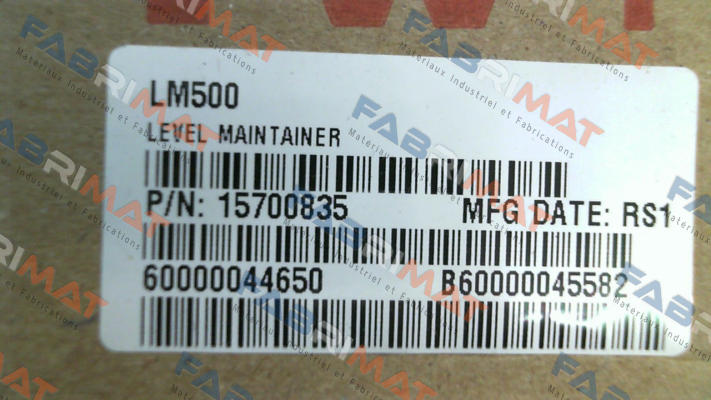 LM500
LEVEL MAINTAINER
P/N: 15700835 MFG DATE: RS1
60000044650 B60000045582
FABRIMAT
Materiaux Industriel et Fabrications